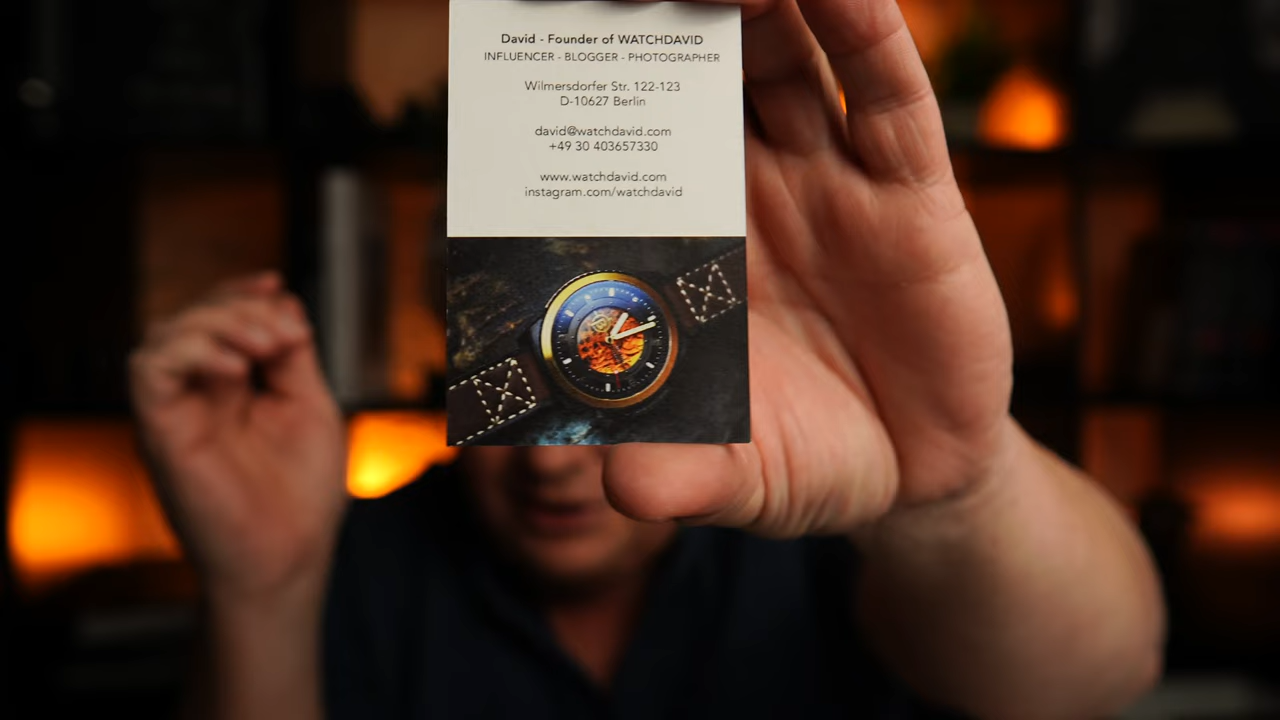 David - Founder of WATCHDAVID
INFLUENCER - BLOGGER - PHOTOGRAPHER
Wilmersdorfer Str. 122-123
D-10627 Berlin
david@watchdavid.com
+49 30 403657330
www.watchdavid.com
instagram.com/watchdavid